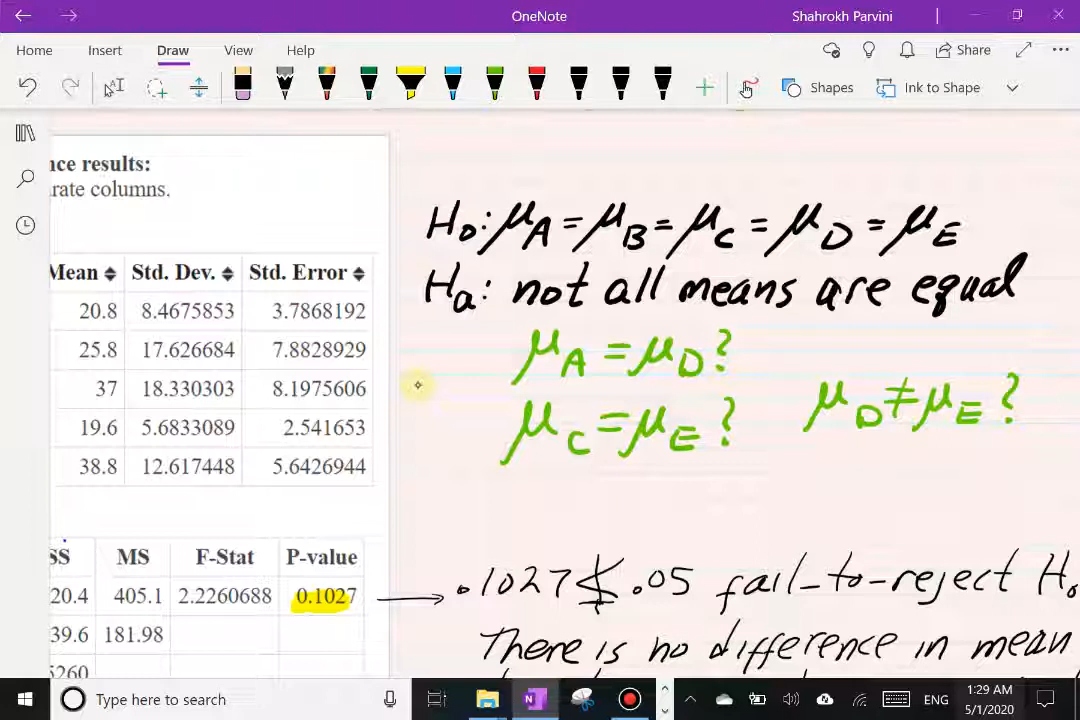 OneNote
Shahrokh Parvini
Home Insert Draw View Help
Share
Shapes
Ink to Shape
nce results:
rate columns.
Mean Std. Dev. Std. Error
20.8 8.4675853 3.7868192
25.8 17.626684 7.8828929
37 18.330303 8.1975606
19.6 5.6833089 2.541653
38.8 12.617448 5.6426944
SS MS F-Stat P-value
20.4 405.1 2.2260688 0.1027
39.6 181.98
5260
H₀: μA = μB = μC = μD = μE
Ha: not all means are equal
μA = μD?
μC = μE?
μD ≠ μE?
.1027 ≰ .05 fail-to-reject H₀
There is no difference in mean
Type here to search
ENG
1:29 AM
5/1/2020